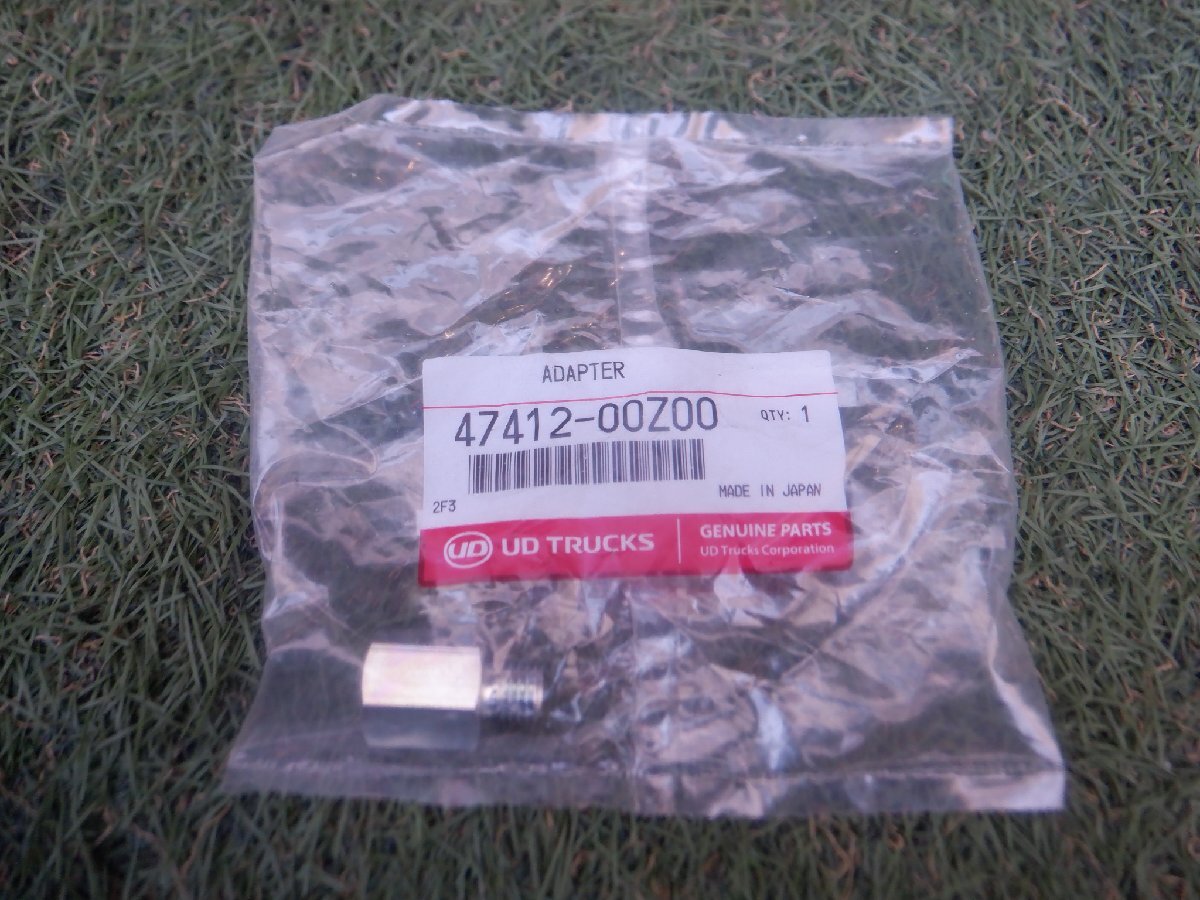 ADAPTER
47412-00Z00 QTY: 1
2F3 MADE IN JAPAN
UD UD TRUCKS GENUINE PARTS
UD Trucks Corporation